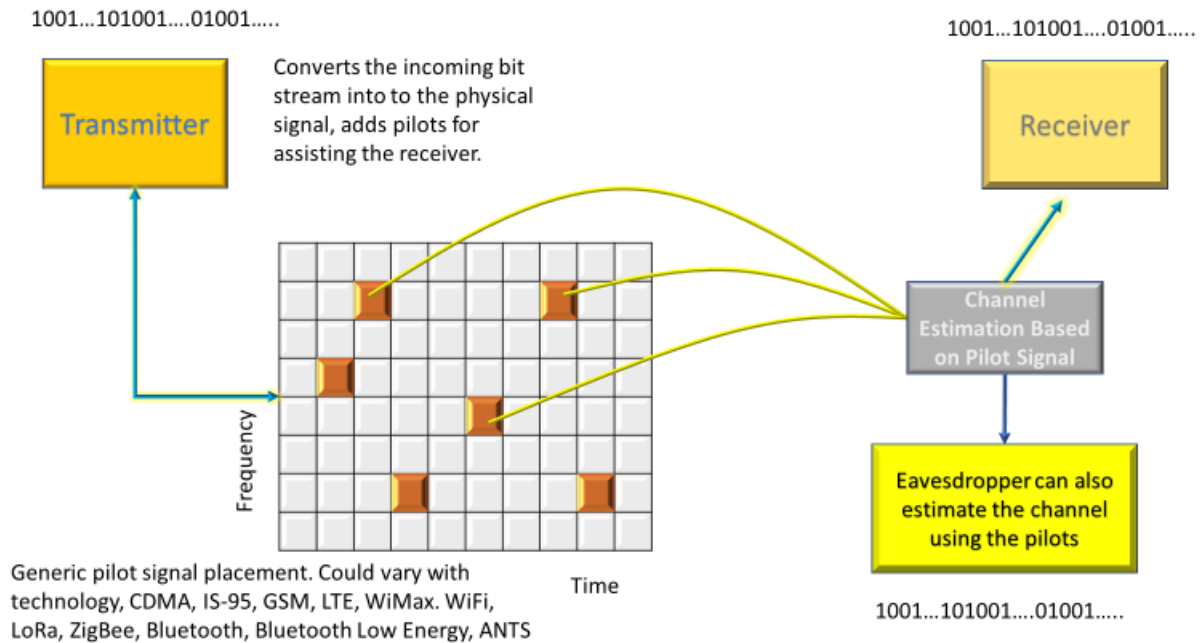 1001...101001....01001.....
1001...101001....01001.....
Transmitter
Converts the incoming bit
stream into to the physical
signal, adds pilots for
assisting the receiver.
Receiver
Channel
Estimation Based
on Pilot Signal
Frequency
Eavesdropper can also
estimate the channel
using the pilots
Generic pilot signal placement. Could vary with
technology, CDMA, IS-95, GSM, LTE, WiMax. WiFi,
LoRa, ZigBee, Bluetooth, Bluetooth Low Energy, ANTS
Time
1001...101001....01001.....